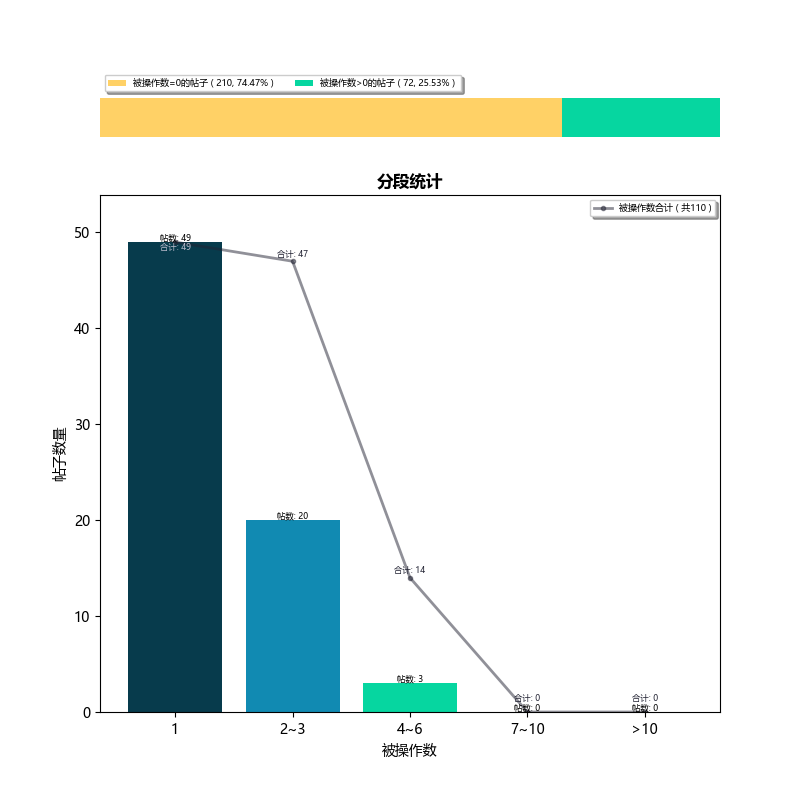 被操作数=0的帖子 ( 210, 74.47% ) 被操作数>0的帖子 ( 72, 25.53% )
分段统计
被操作数合计 ( 共110 )
帖子数量
50
40
30
20
10
0
帖数: 49
合计: 49
合计: 47
帖数: 20
合计: 14
帖数: 3
合计: 0
帖数: 0
合计: 0
帖数: 0
1 2~3 4~6 7~10 >10
被操作数